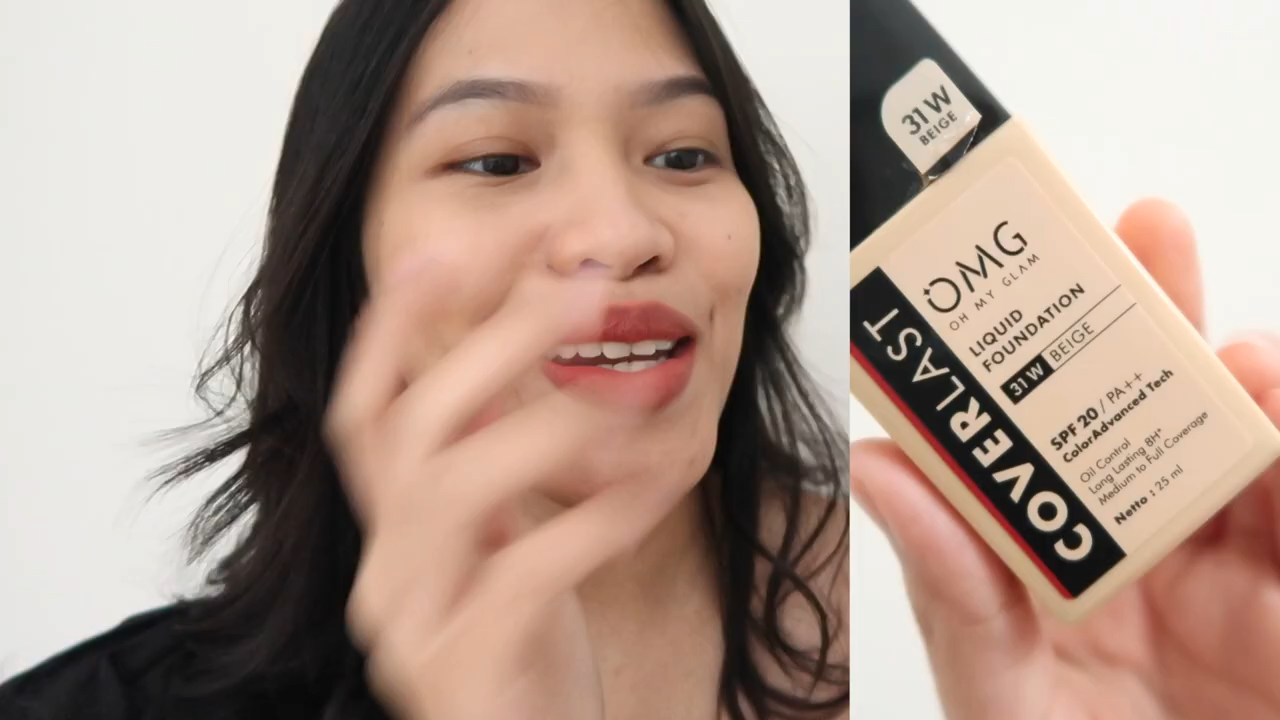 31W
BEIGE
OMG
OH MY GLAM
LIQUID
FOUNDATION
31 W BEIGE
SPF 20 / PA++
ColorAdvanced Tech
Oil Control
Long Lasting 8H*
Medium to Full Coverage
Netto : 25 ml
COVERLAST